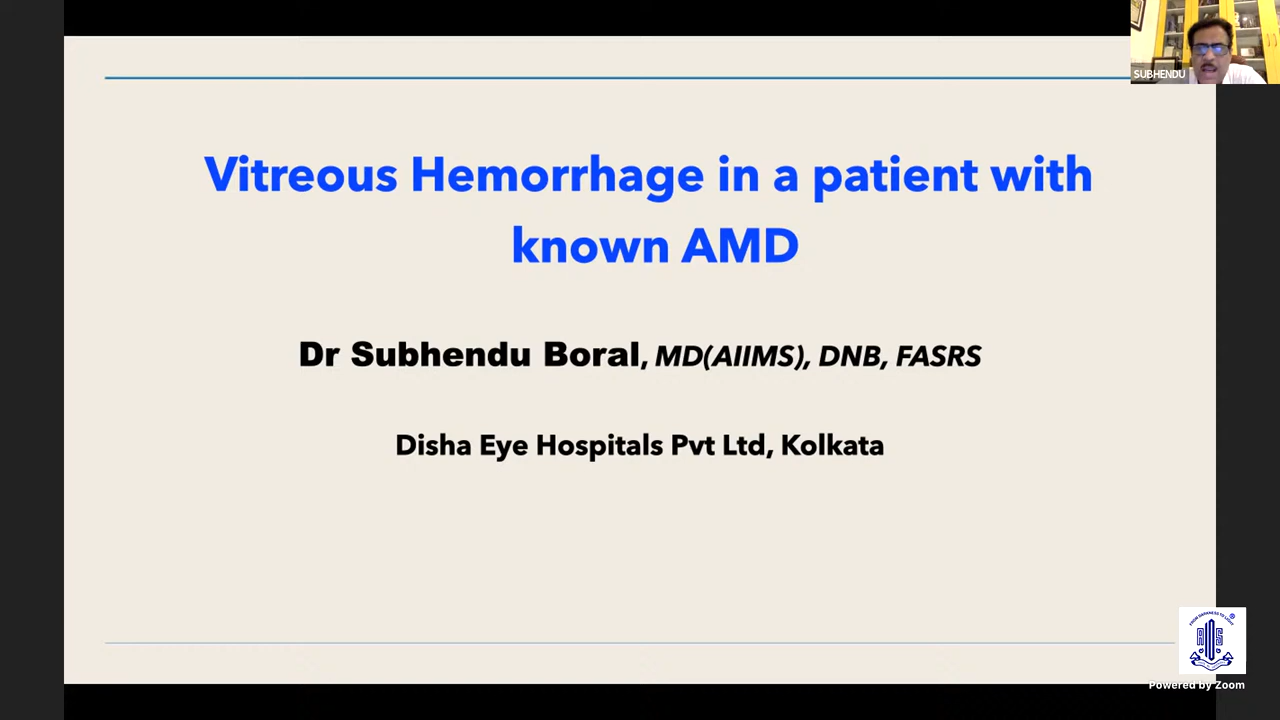 SUBHENDU
Vitreous Hemorrhage in a patient with
known AMD
Dr Subhendu Boral, MD(AIIMS), DNB, FASRS
Disha Eye Hospitals Pvt Ltd, Kolkata
Powered by Zoom